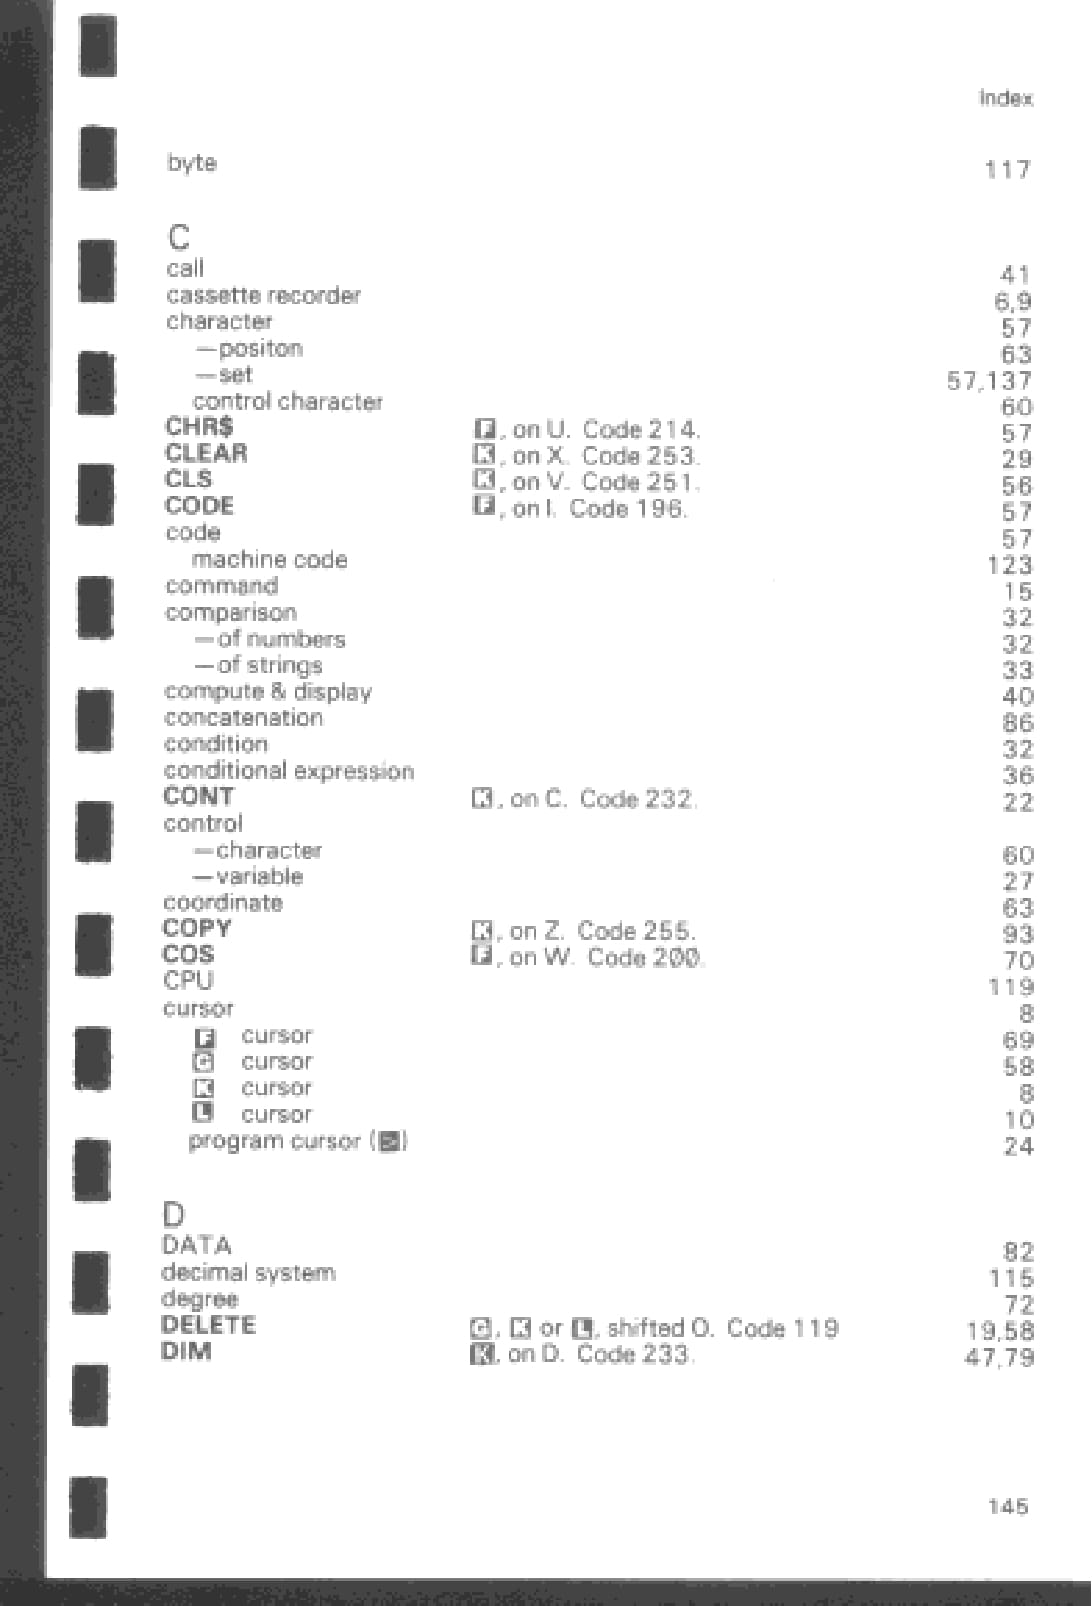 Index
byte 117
C
call 41
cassette recorder 6,9
character 57
—positon 63
—set 57,137
control character 60
CHR$ F, on U. Code 214. 57
CLEAR K, on X. Code 253. 29
CLS K, on V. Code 251. 56
CODE F, on I. Code 196. 57
code 57
machine code 123
command 15
comparison 32
—of numbers 32
—of strings 33
compute & display 40
concatenation 86
condition 32
conditional expression 36
CONT K, on C. Code 232. 22
control
—character 60
—variable 27
coordinate 63
COPY K, on Z. Code 255. 93
COS F, on W. Code 200. 70
CPU 119
cursor 8
F cursor 69
G cursor 58
K cursor 8
L cursor 10
program cursor (>) 24
D
DATA 82
decimal system 115
degree 72
DELETE G, K or L, shifted O. Code 119 19,58
DIM K, on D. Code 233. 47,79
145